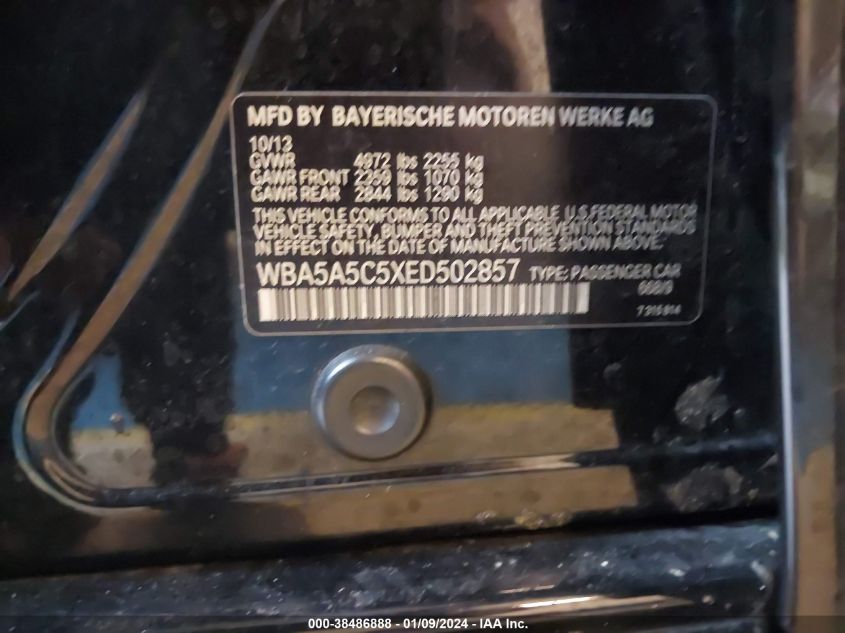 MFD BY BAYERISCHE MOTOREN WERKE AG
10/13
GVWR 4972 lbs 2255 kg
GAWR FRONT 2260 lbs 1070 kg
GAWR REAR 2844 lbs 1290 kg
THIS VEHICLE CONFORMS TO ALL APPLICABLE U.S. FEDERAL MOTOR
VEHICLE SAFETY, BUMPER AND THEFT PREVENTION STANDARDS
IN EFFECT ON THE DATE OF MANUFACTURE SHOWN ABOVE.
WBA5A5C5XED502857 TYPE: PASSENGER CAR
000-38486888 | 01/09/2024 | IAA Inc.